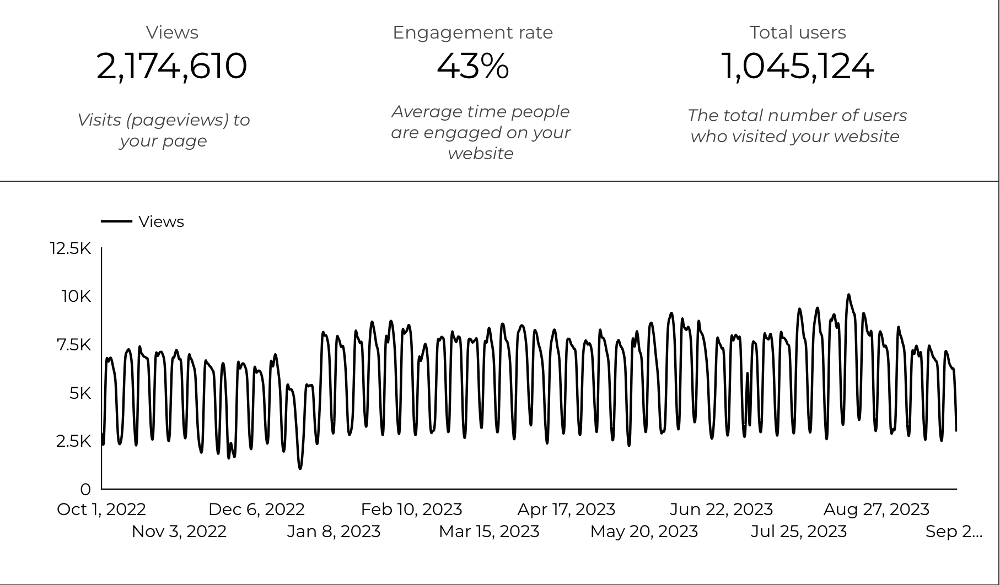 Views
2,174,610
Visits (pageviews) to
your page
Engagement rate
43%
Average time people
are engaged on your
website
Total users
1,045,124
The total number of users
who visited your website
Views
12.5K
10K
7.5K
5K
2.5K
0
Oct 1, 2022
Nov 3, 2022
Dec 6, 2022
Jan 8, 2023
Feb 10, 2023
Mar 15, 2023
Apr 17, 2023
May 20, 2023
Jun 22, 2023
Jul 25, 2023
Aug 27, 2023
Sep 2...